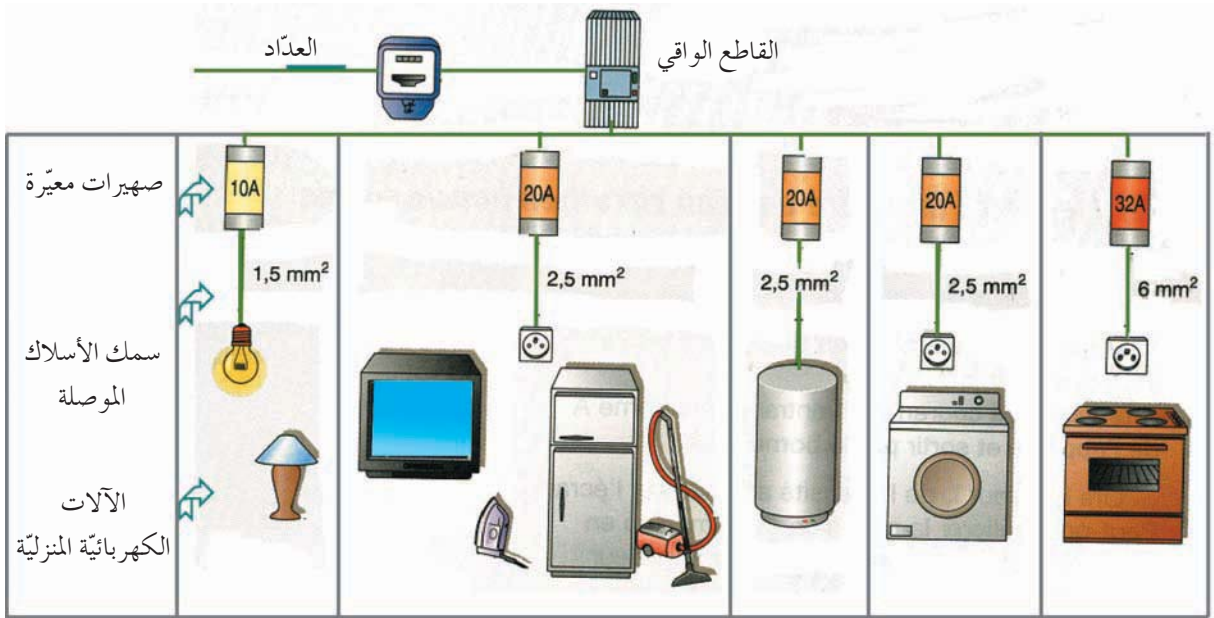 القاطع الواقي
العدّاد
صهيرات معيّرة
10A
20A
20A
20A
32A
1,5 mm²
2,5 mm²
2,5 mm²
2,5 mm²
6 mm²
سمك الأسلاك
الموصلة
الآلات
الكهربائيّة المنزليّة